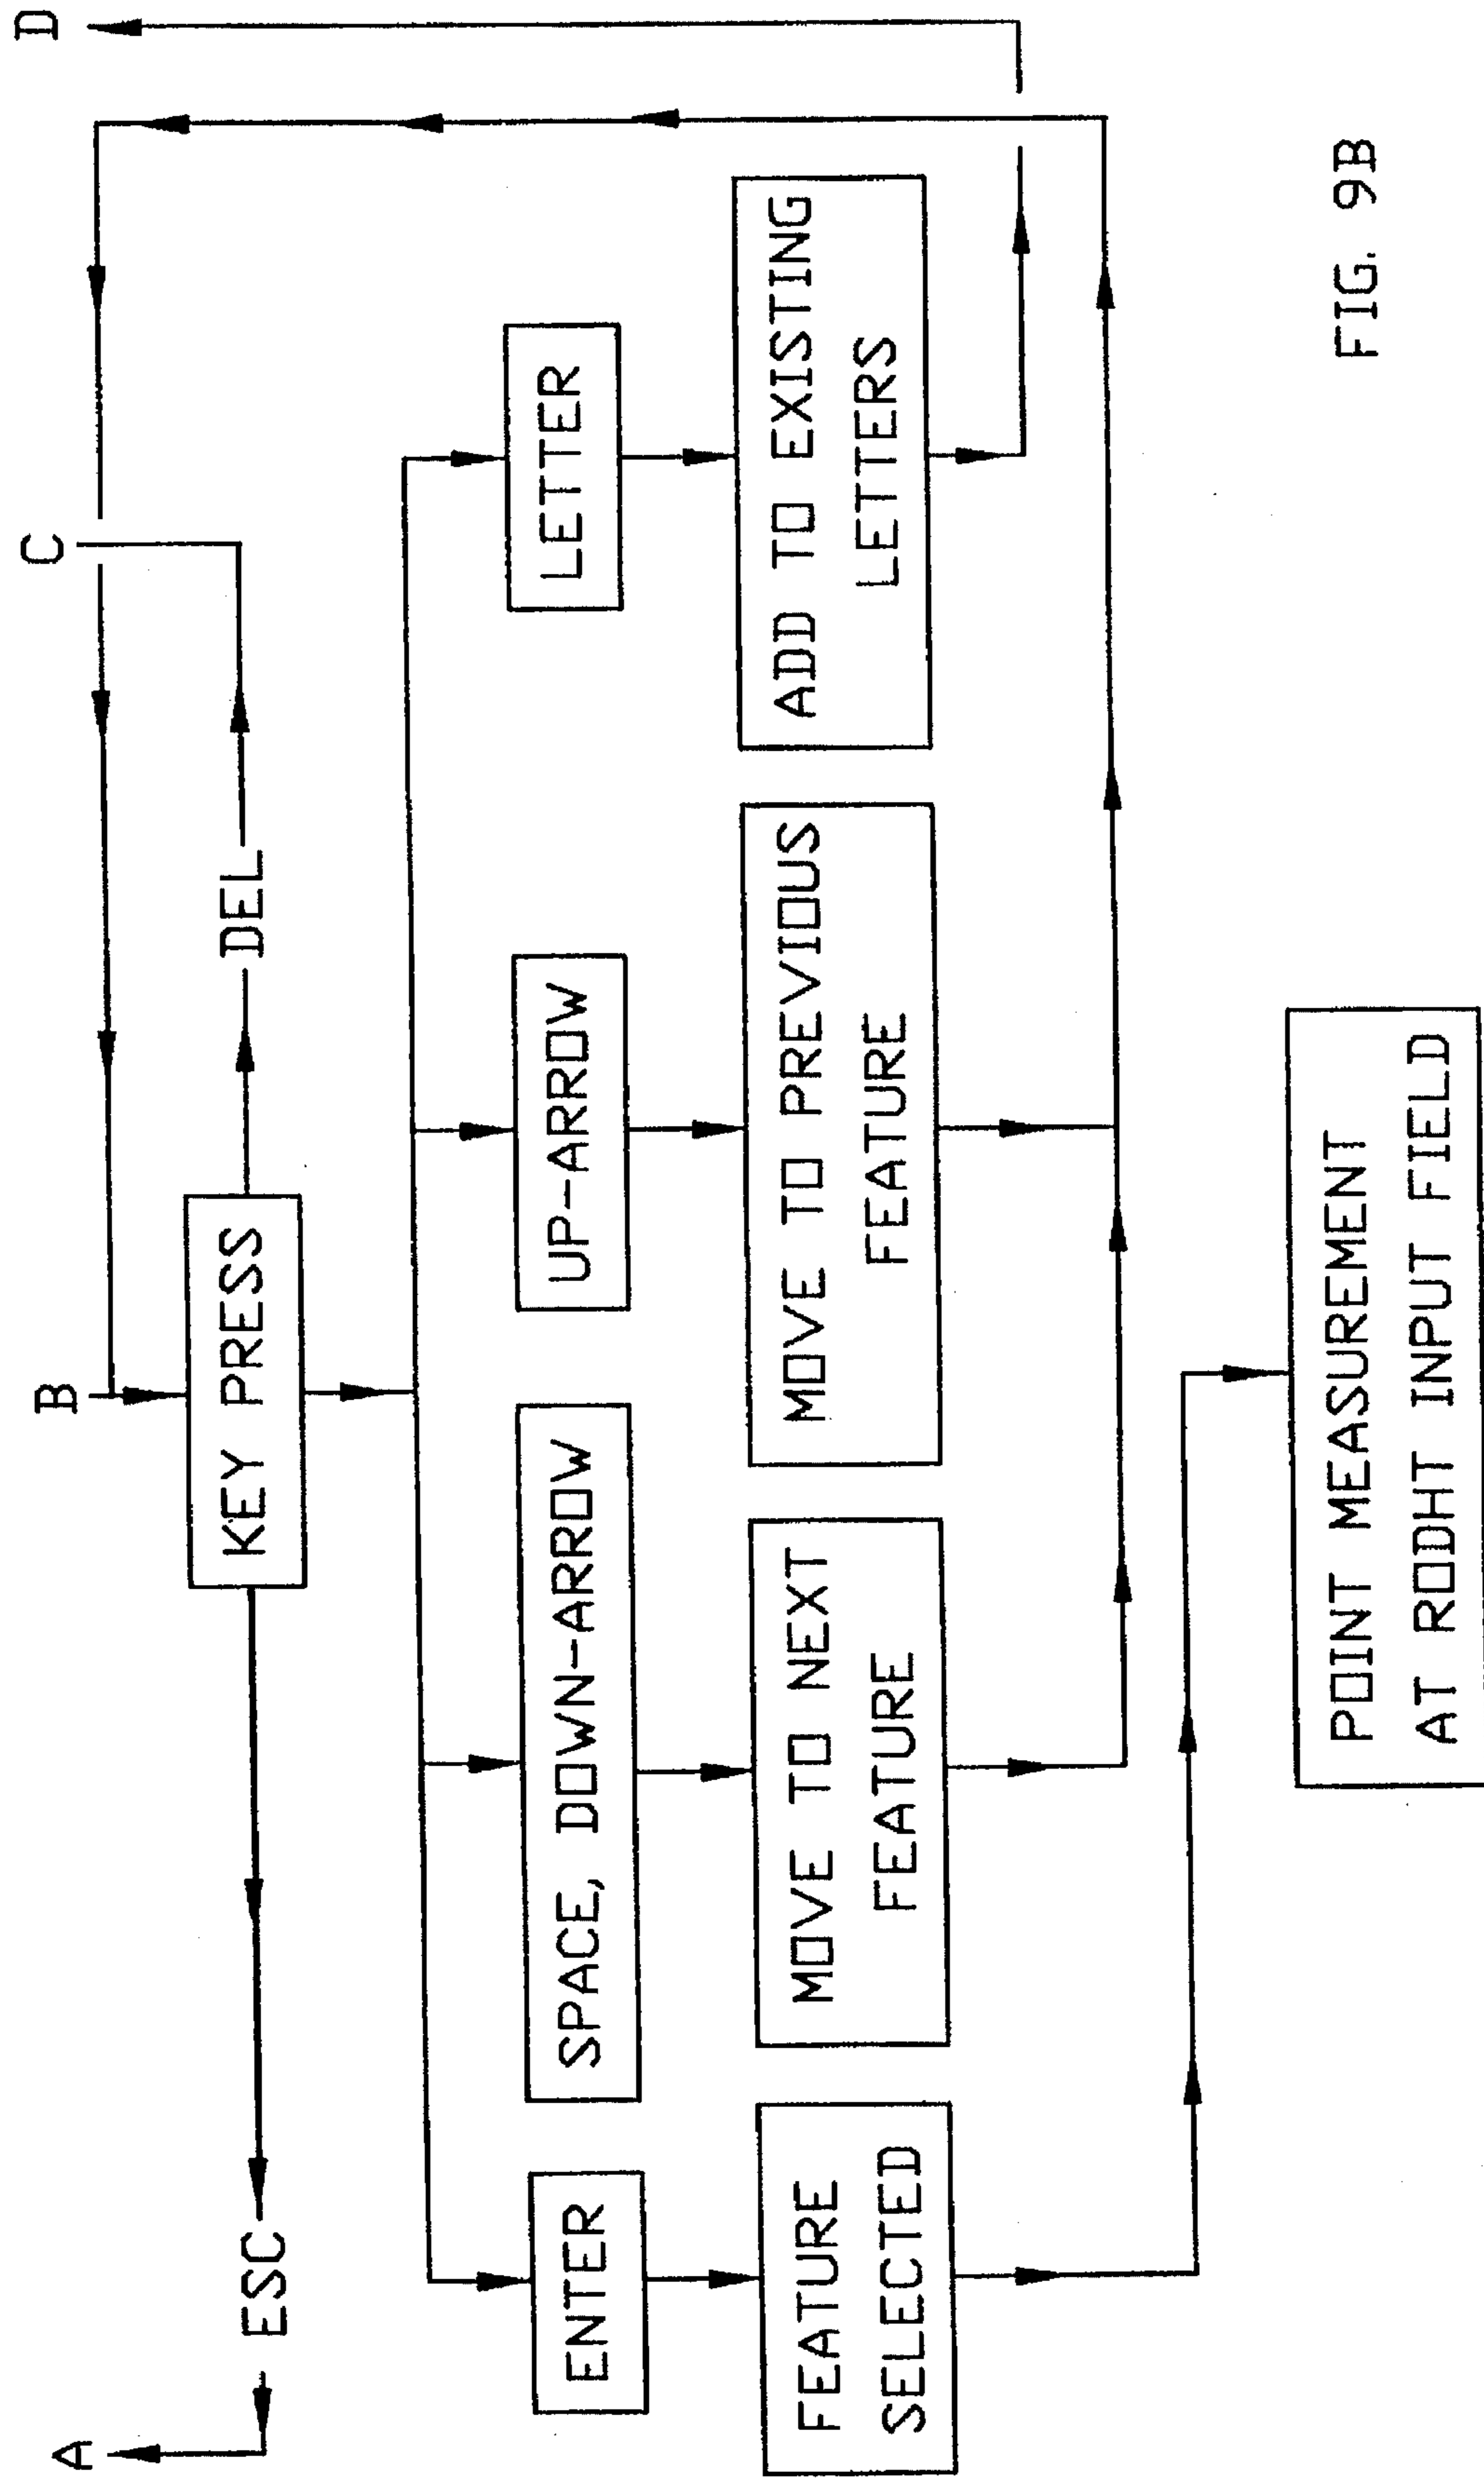 A
B
C
D
ESC
KEY PRESS
DEL
ENTER
SPACE, DOWN-ARROW
UP-ARROW
LETTER
FEATURE
SELECTED
MOVE TO NEXT
FEATURE
MOVE TO PREVIOUS
FEATURE
ADD TO EXISTING
LETTERS
POINT MEASUREMENT
AT RODHT INPUT FIELD
FIG. 9B